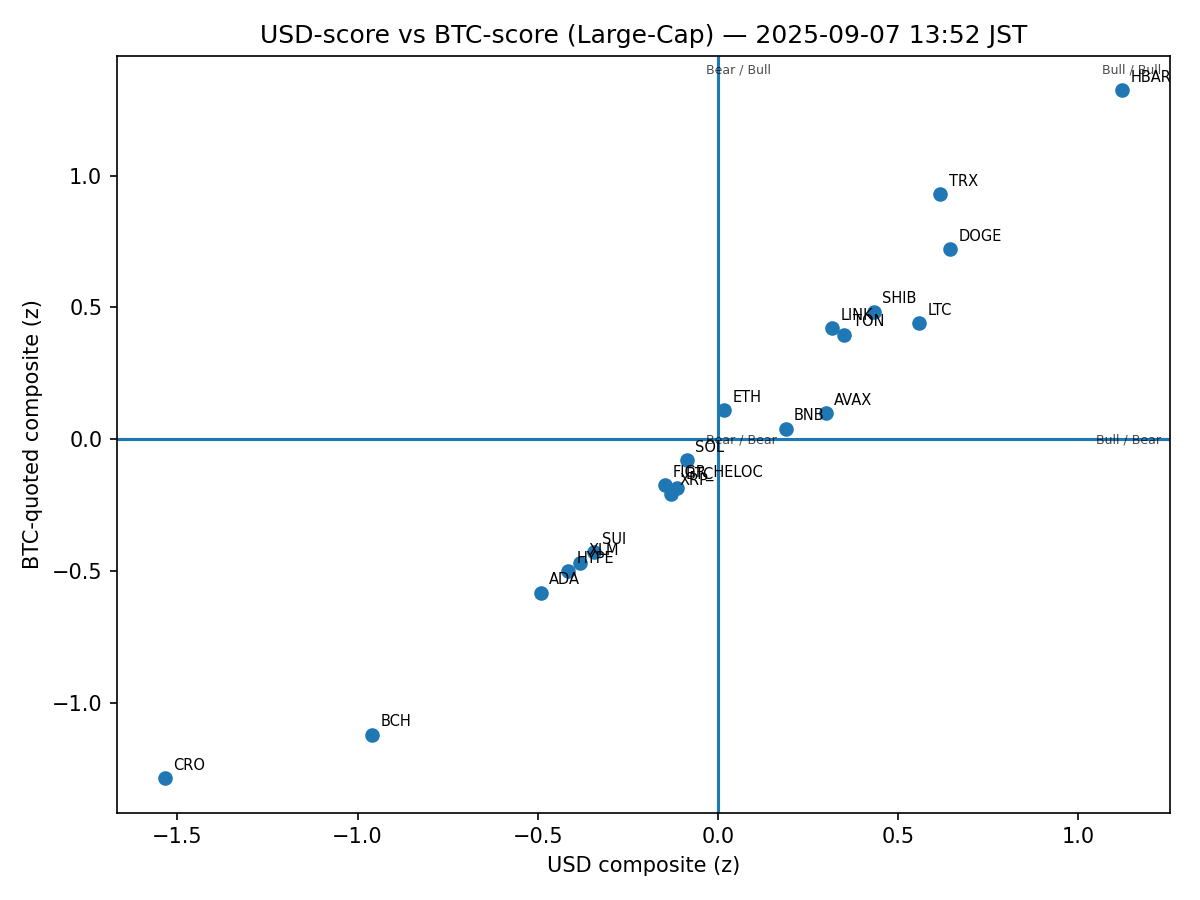 USD-score vs BTC-score (Large-Cap) — 2025-09-07 13:52 JST
Bear / Bull
Bull / Bull
HBAR
TRX
DOGE
SHIB
LINK
TON
LTC
ETH
AVAX
BNB
Bear / Bear
Bull / Bear
SOL
FIGR_HELOC
BTC
XRP
SUI
XLM
HYPE
ADA
BCH
CRO
1.0
0.5
0.0
−0.5
−1.0
BTC-quoted composite (z)
−1.5
−1.0
−0.5
0.0
0.5
1.0
USD composite (z)